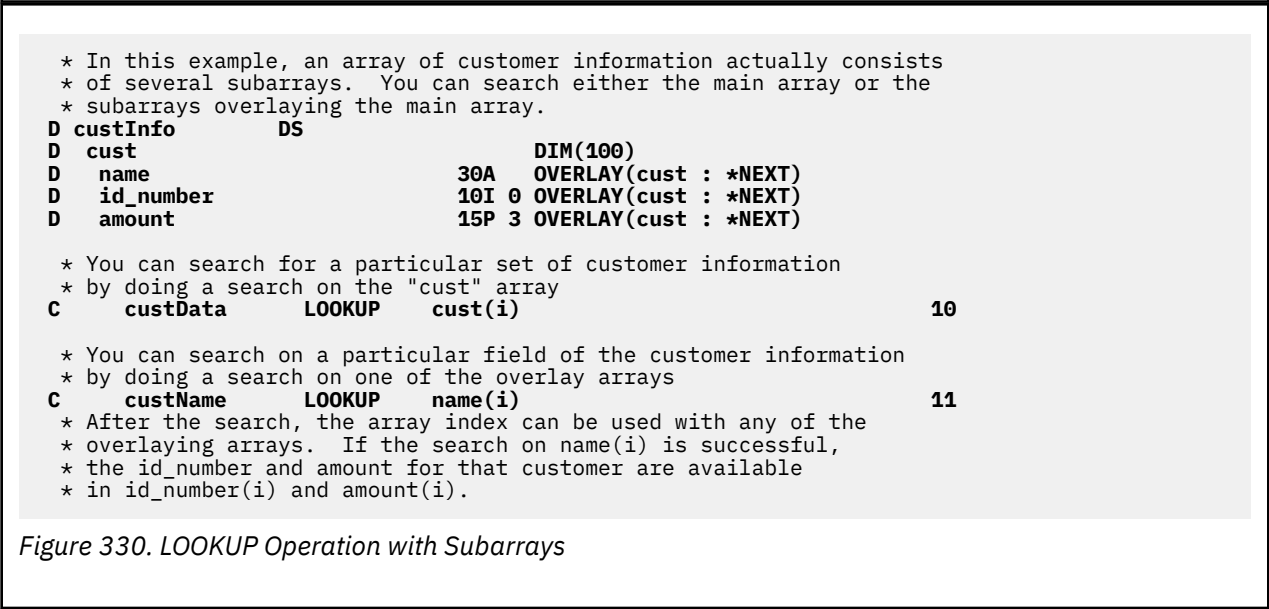 * In this example, an array of customer information actually consists
* of several subarrays.  You can search either the main array or the
* subarrays overlaying the main array.
D custInfo        DS
D  cust                               DIM(100)
D   name                        30A   OVERLAY(cust : *NEXT)
D   id_number                   10I 0 OVERLAY(cust : *NEXT)
D   amount                      15P 3 OVERLAY(cust : *NEXT)
* You can search for a particular set of customer information
* by doing a search on the "cust" array
C     custData      LOOKUP    cust(i)                                10
* You can search on a particular field of the customer information
* by doing a search on one of the overlay arrays
C     custName      LOOKUP    name(i)                                11
* After the search, the array index can be used with any of the
* overlaying arrays.  If the search on name(i) is successful,
* the id_number and amount for that customer are available
* in id_number(i) and amount(i).
Figure 330. LOOKUP Operation with Subarrays